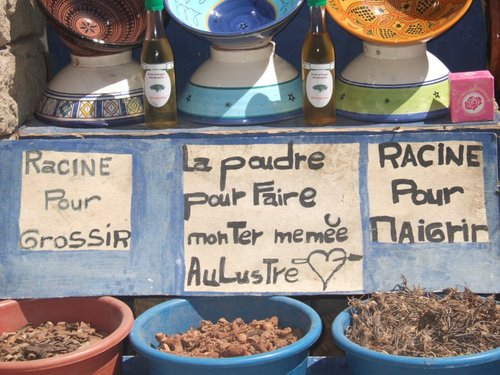 RACINE
Pour
GrossiR
La poudre
pour Faire
monTer memée
AuLusTre
RACINE
Pour
MAigrir